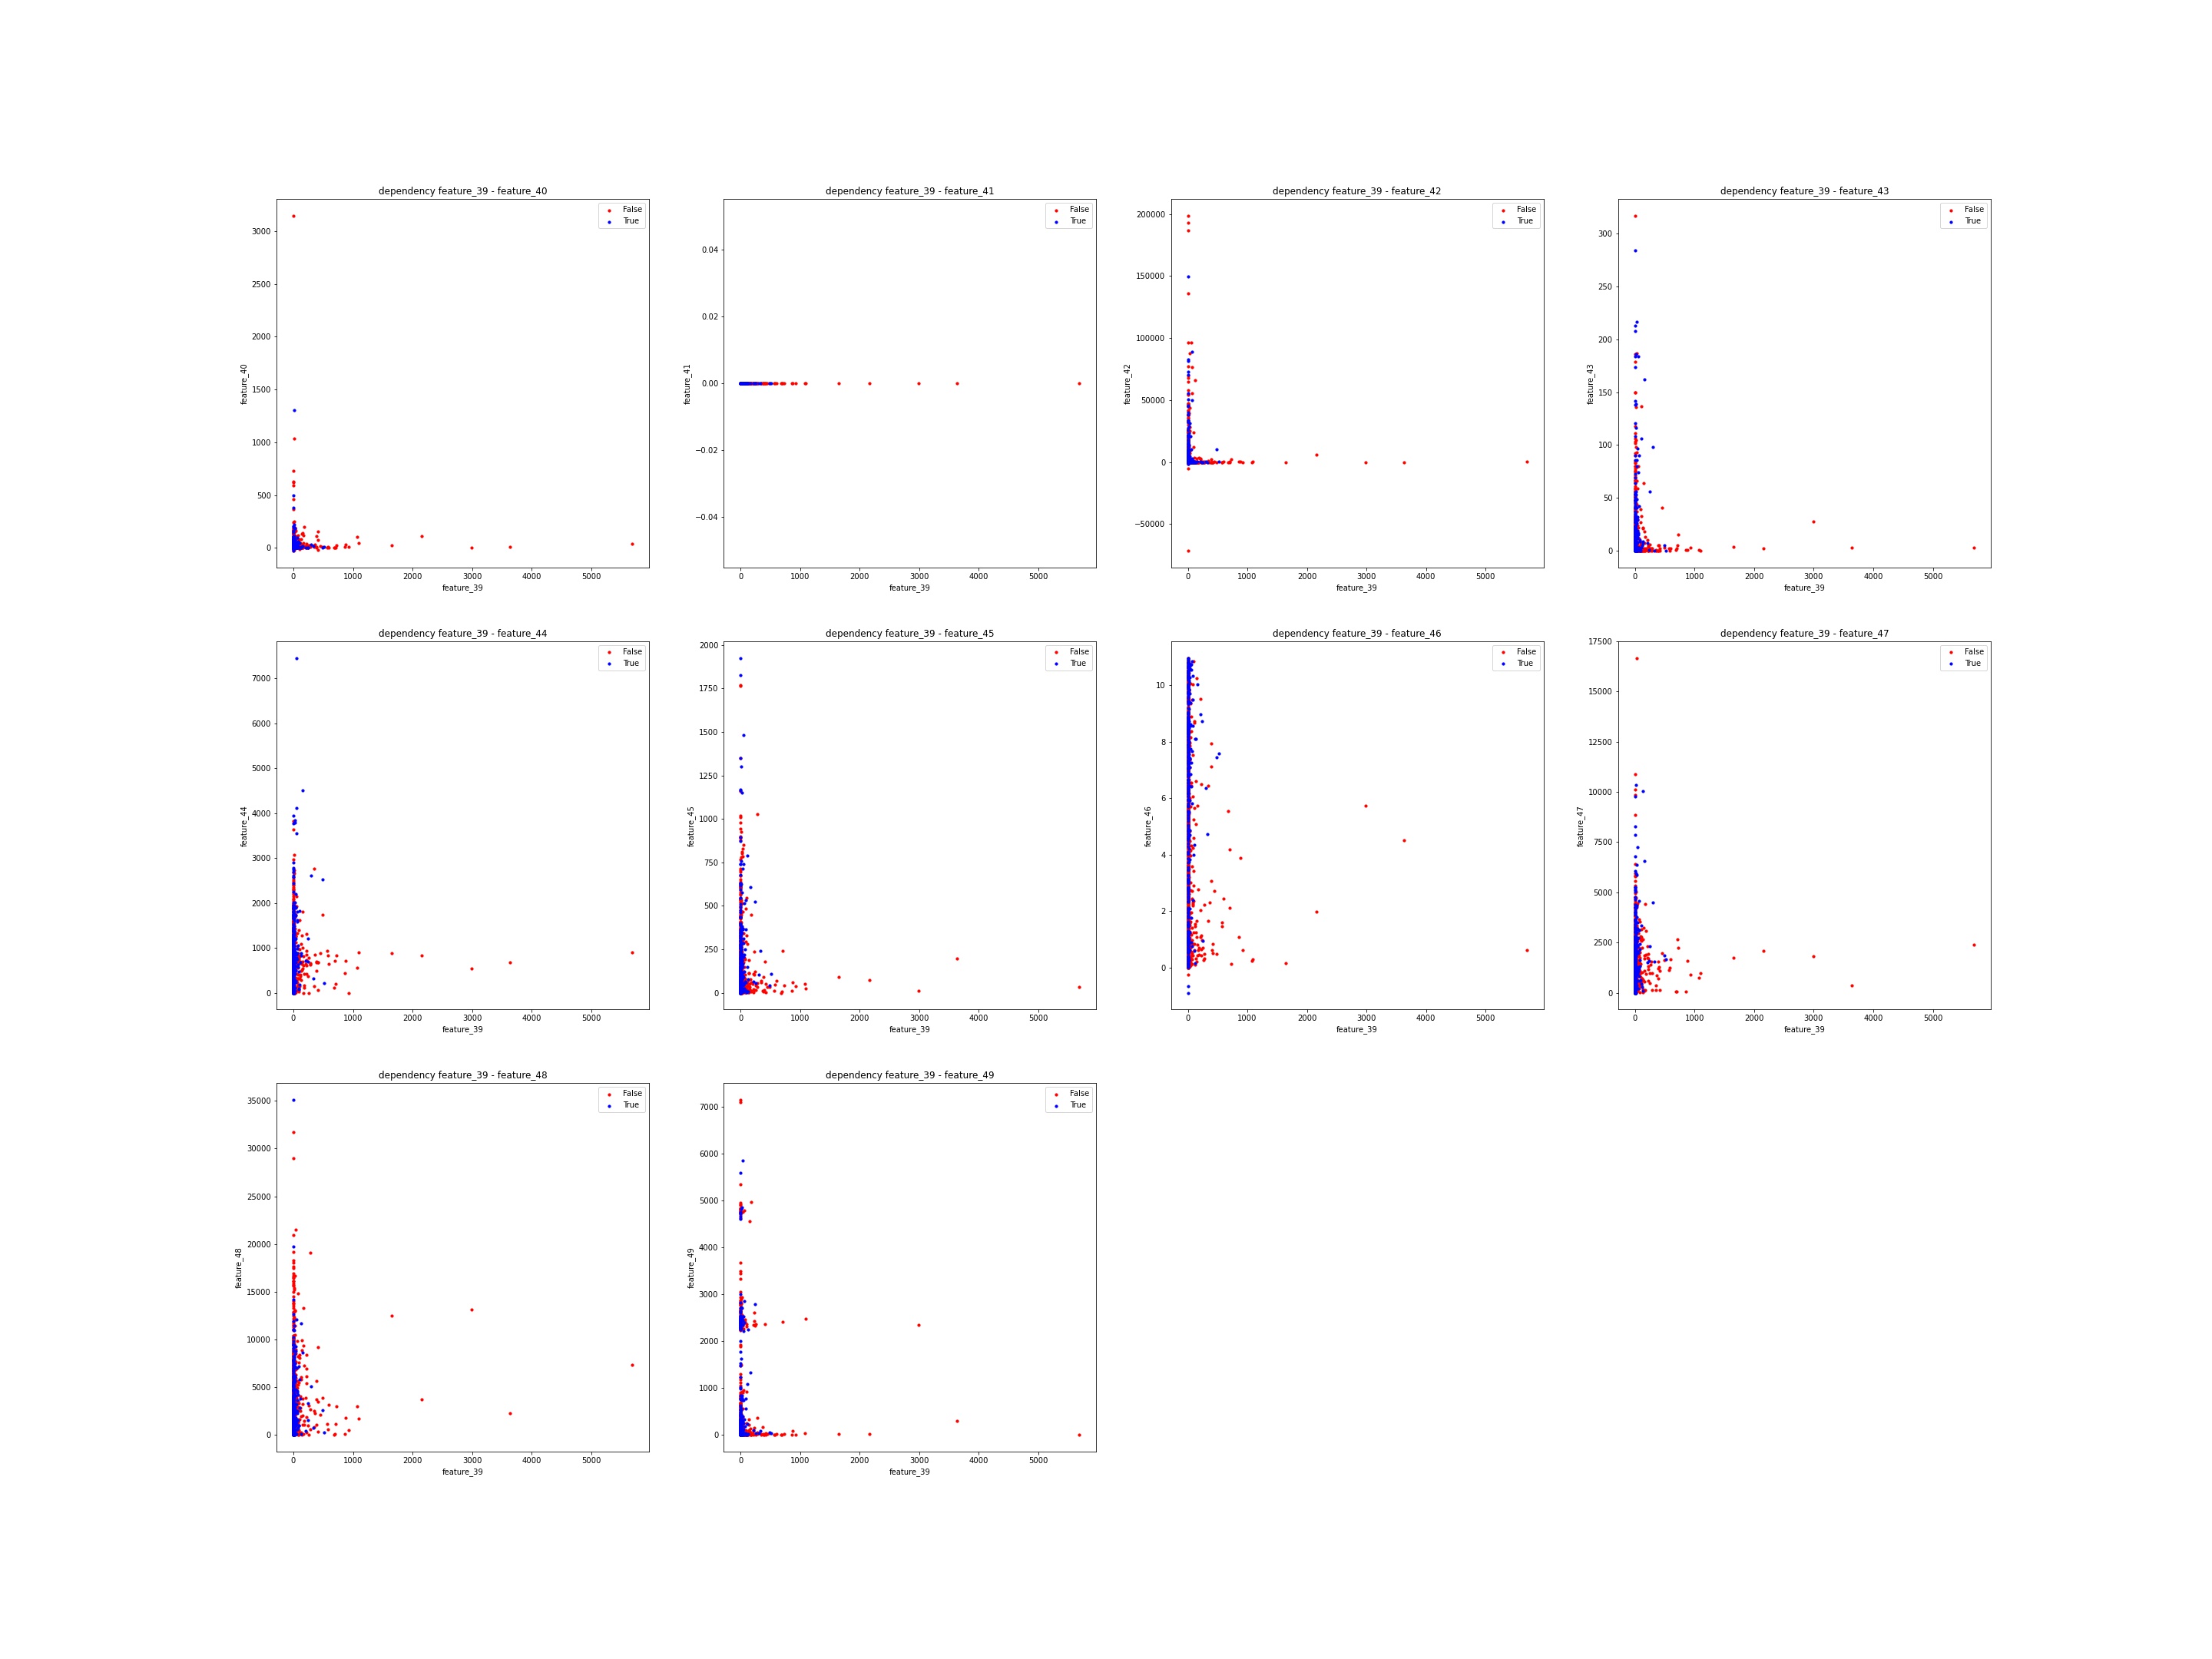 dependency feature_39 - feature_40
False
True
3000
2500
2000
1500
1000
500
0
feature_40
0 1000 2000 3000 4000 5000
feature_39
dependency feature_39 - feature_41
False
True
0.04
0.02
0.00
−0.02
−0.04
feature_41
0 1000 2000 3000 4000 5000
feature_39
dependency feature_39 - feature_42
False
True
200000
150000
100000
50000
0
−50000
feature_42
0 1000 2000 3000 4000 5000
feature_39
dependency feature_39 - feature_43
False
True
300
250
200
150
100
50
0
feature_43
0 1000 2000 3000 4000 5000
feature_39
dependency feature_39 - feature_44
False
True
7000
6000
5000
4000
3000
2000
1000
0
feature_44
0 1000 2000 3000 4000 5000
feature_39
dependency feature_39 - feature_45
False
True
2000
1750
1500
1250
1000
750
500
250
0
feature_45
0 1000 2000 3000 4000 5000
feature_39
dependency feature_39 - feature_46
False
True
10
8
6
4
2
0
feature_46
0 1000 2000 3000 4000 5000
feature_39
dependency feature_39 - feature_47
False
True
17500
15000
12500
10000
7500
5000
2500
0
feature_47
0 1000 2000 3000 4000 5000
feature_39
dependency feature_39 - feature_48
False
True
35000
30000
25000
20000
15000
10000
5000
0
feature_48
0 1000 2000 3000 4000 5000
feature_39
dependency feature_39 - feature_49
False
True
7000
6000
5000
4000
3000
2000
1000
0
feature_49
0 1000 2000 3000 4000 5000
feature_39